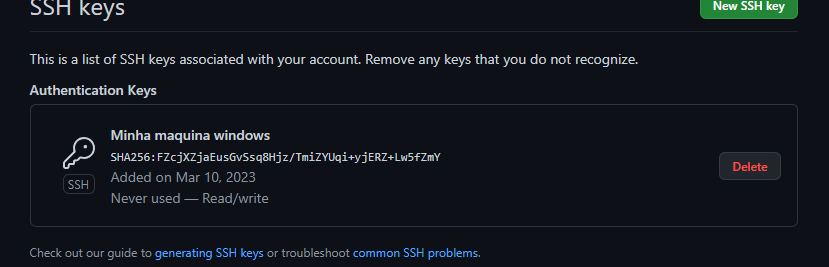 SSH keys
New SSH key
This is a list of SSH keys associated with your account. Remove any keys that you do not recognize.
Authentication Keys
Minha maquina windows
SHA256:FZcjXZjaEusGvSsq8Hjz/TmiZYUqi+yjERZ+Lw5fZmY
SSH
Added on Mar 10, 2023
Never used — Read/write
Delete
Check out our guide to generating SSH keys or troubleshoot common SSH problems.